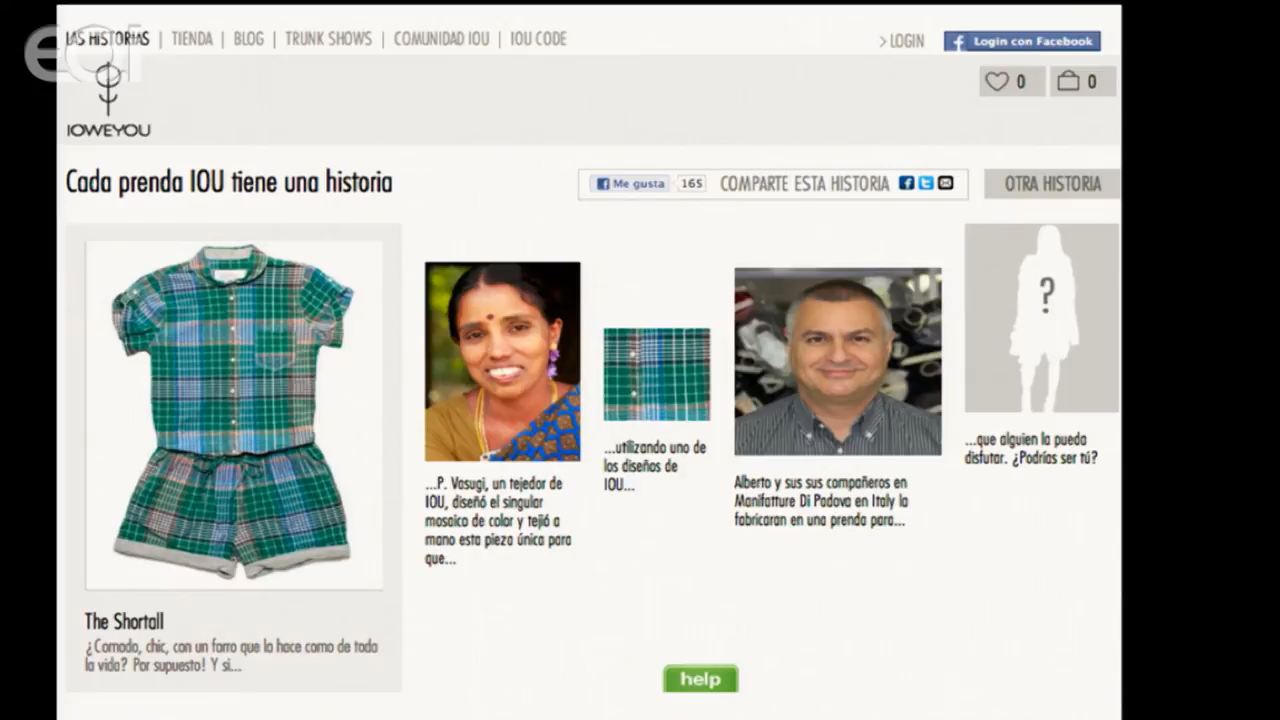 LAS HISTORIAS | TIENDA | BLOG | TRUNK SHOWS | COMUNIDAD IOU | IOU CODE
> LOGIN
Login con Facebook
eoi
0
0
IOWEYOU
Cada prenda IOU tiene una historia
Me gusta
165
COMPARTE ESTA HISTORIA
OTRA HISTORIA
?
...P. Vasugi, un tejedor de
IOU, diseñó el singular
mosaico de color y tejió a
mano esta pieza única para
que...
...utilizando uno de
los diseños de
IOU...
Alberto y sus sus compañeros en
Manifatture Di Padova en Italy la
fabricaran en una prenda para...
...que alguien la pueda
disfutar. ¿Podrías ser tú?
The Shortall
¿Comodo, chic, con un forro que la hace como de toda
la vida? Por supuesto! Y si...
help